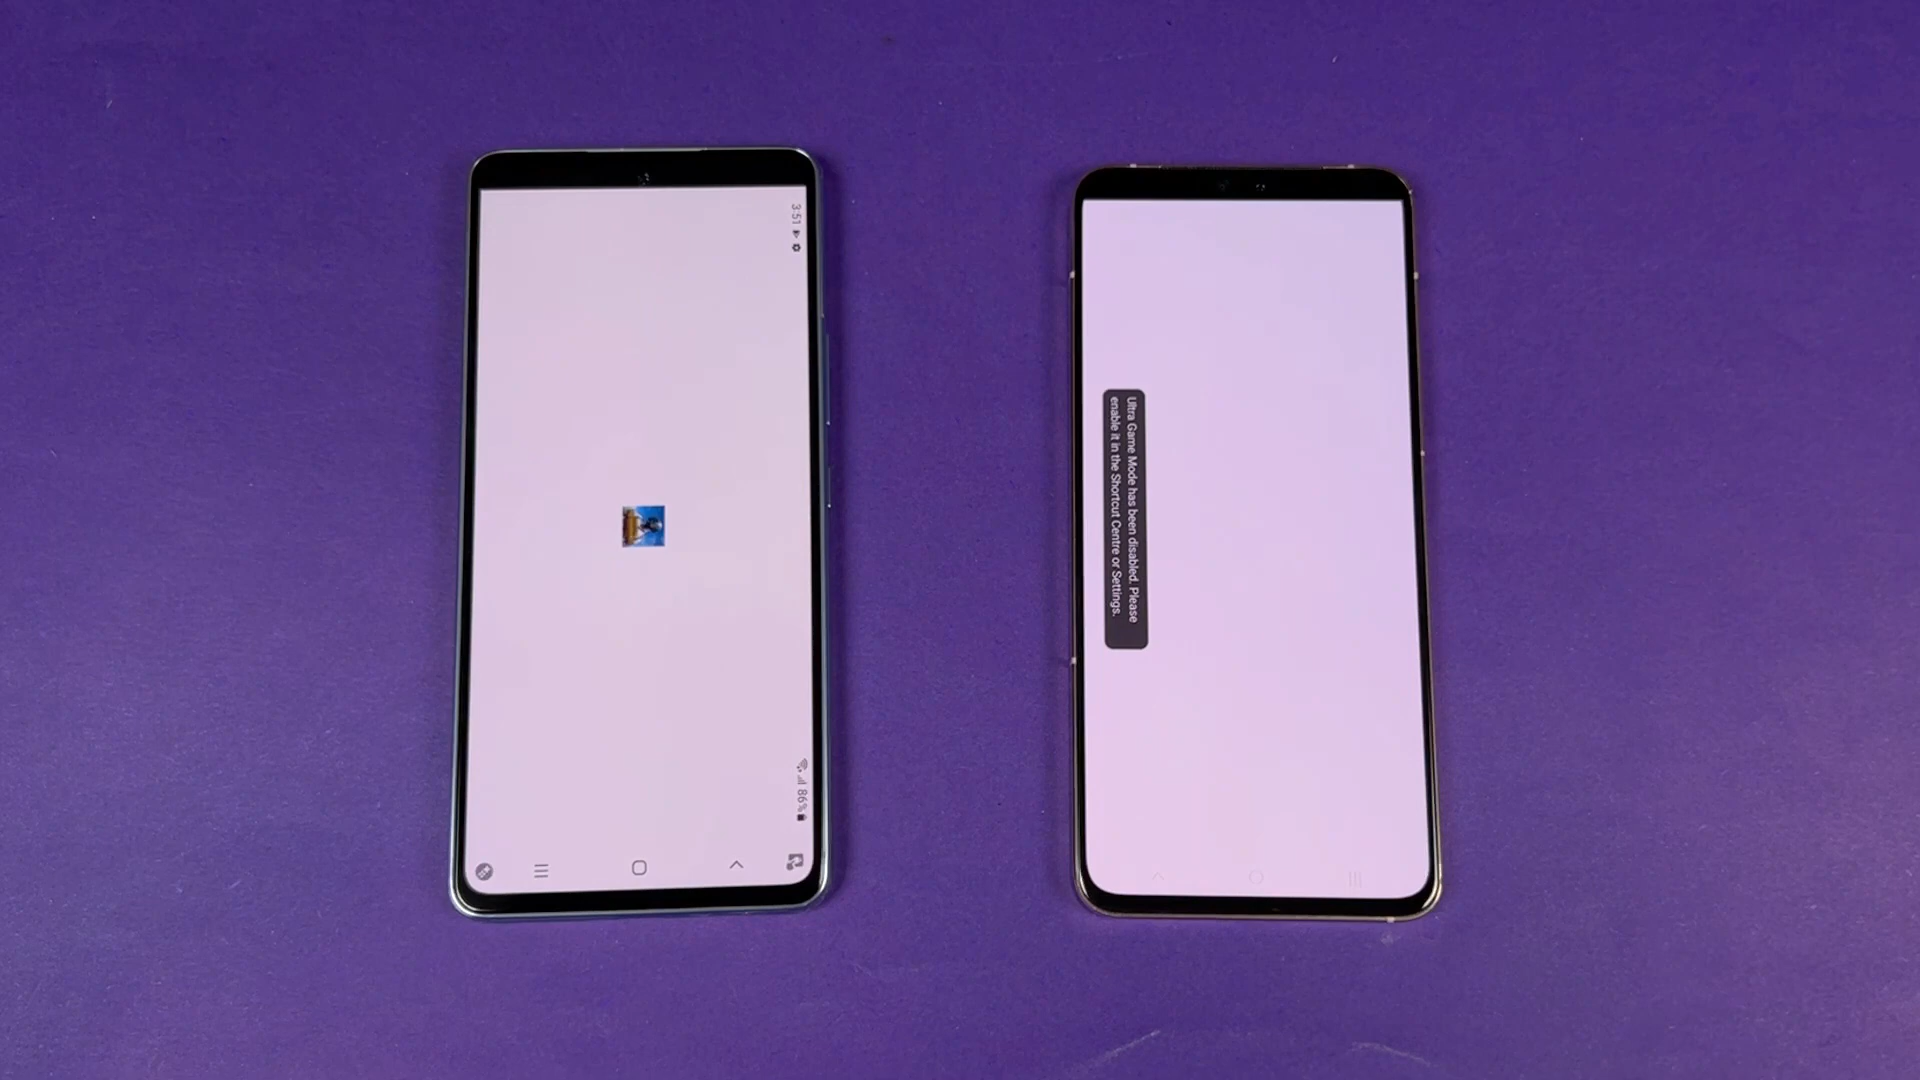 3:51
86%
Ultra Game Mode has been disabled. Please
enable it in the Shortcut Centre or Settings.